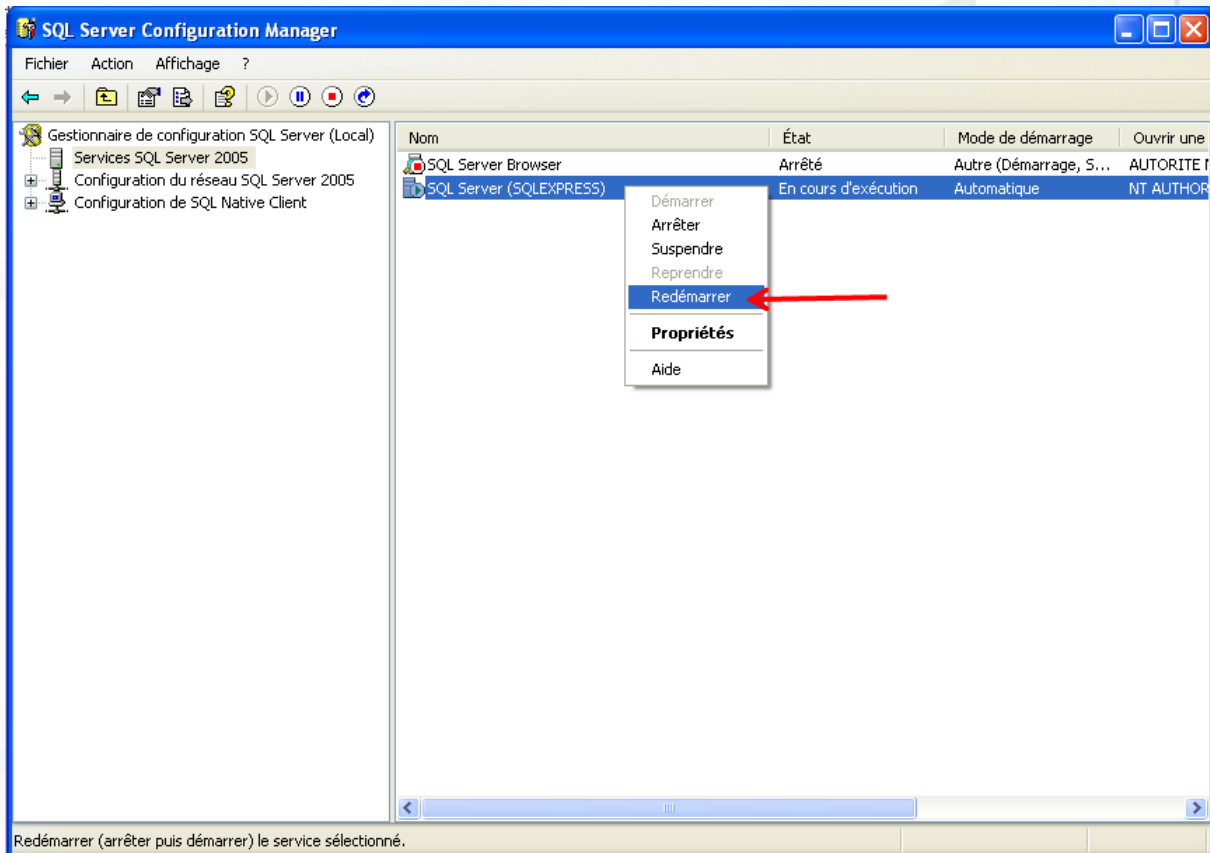 SQL Server Configuration Manager
Fichier Action Affichage ?
Gestionnaire de configuration SQL Server (Local)
Services SQL Server 2005
Configuration du réseau SQL Server 2005
Configuration de SQL Native Client
Nom État Mode de démarrage Ouvrir une
SQL Server Browser Arrêté Autre (Démarrage, S... AUTORITE
SQL Server (SQLEXPRESS) En cours d'exécution Automatique NT AUTHOR
Démarrer
Arrêter
Suspendre
Reprendre
Redémarrer
Propriétés
Aide
Redémarrer (arrêter puis démarrer) le service sélectionné.